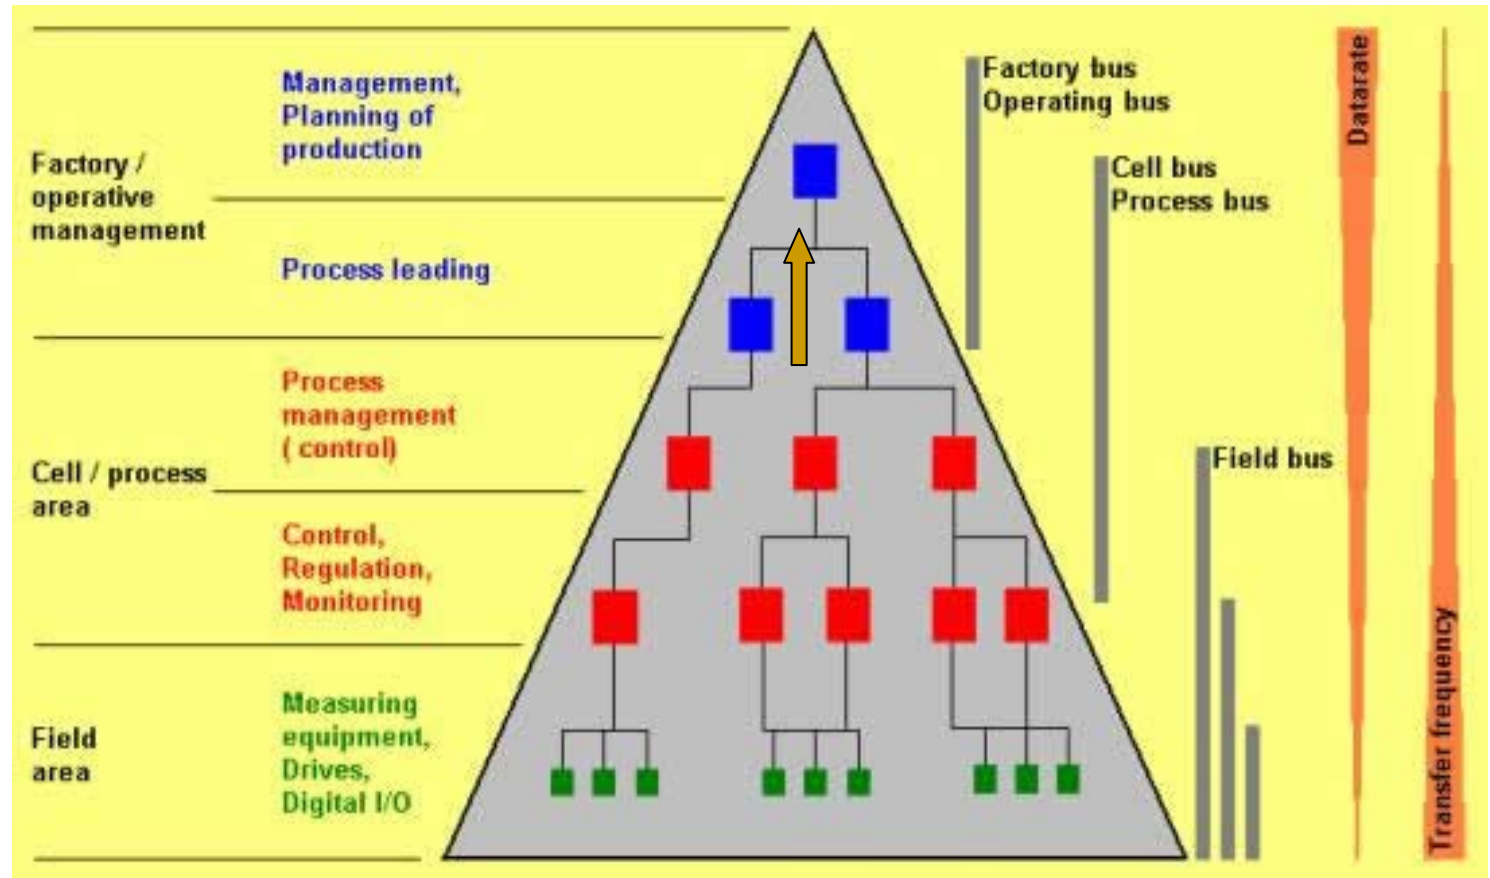 Factory /
operative
management
Management,
Planning of
production
Process leading
Cell / process
area
Process
management
( control)
Control,
Regulation,
Monitoring
Field
area
Measuring
equipment,
Drives,
Digital I/O
Factory bus
Operating bus
Cell bus
Process bus
Field bus
Datarate
Transfer frequency